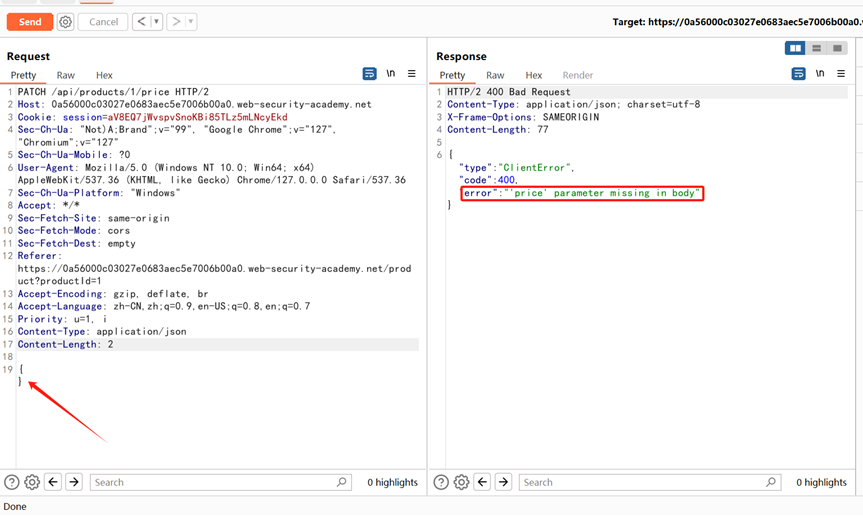 Send Cancel < > Target: https://0a56000c03027e0683aec5e7006b00a0.
Request
Pretty Raw Hex \n
1 PATCH /api/products/1/price HTTP/2
2 Host: 0a56000c03027e0683aec5e7006b00a0.web-security-academy.net
3 Cookie: session=aV8EQ7jWvspvSnoKBi85TLz5mLNcyEkd
4 Sec-Ch-Ua: "Not)A;Brand";v="99", "Google Chrome";v="127",
"Chromium";v="127"
5 Sec-Ch-Ua-Mobile: ?0
6 User-Agent: Mozilla/5.0 (Windows NT 10.0; Win64; x64)
AppleWebKit/537.36 (KHTML, like Gecko) Chrome/127.0.0.0 Safari/537.36
7 Sec-Ch-Ua-Platform: "Windows"
8 Accept: */*
9 Sec-Fetch-Site: same-origin
10 Sec-Fetch-Mode: cors
11 Sec-Fetch-Dest: empty
12 Referer:
https://0a56000c03027e0683aec5e7006b00a0.web-security-academy.net/prod
uct?productId=1
13 Accept-Encoding: gzip, deflate, br
14 Accept-Language: zh-CN,zh;q=0.9,en-US;q=0.8,en;q=0.7
15 Priority: u=1, i
16 Content-Type: application/json
17 Content-Length: 2
18
19 {
}
Search 0 highlights
Response
Pretty Raw Hex Render \n
1 HTTP/2 400 Bad Request
2 Content-Type: application/json; charset=utf-8
3 X-Frame-Options: SAMEORIGIN
4 Content-Length: 77
5
6 {
"type":"ClientError",
"code":400,
"error":"'price' parameter missing in body"
}
Search 0 highlights
Done